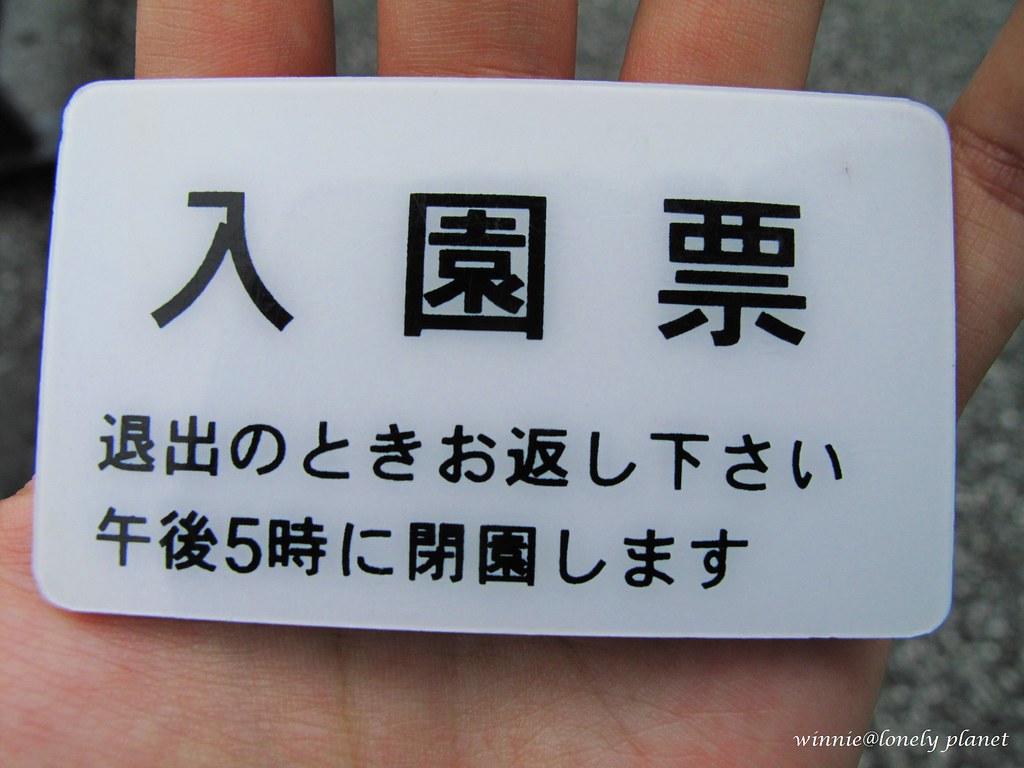 入園票
退出のときお返し下さい
午後5時に閉園します
winnie@lonely planet